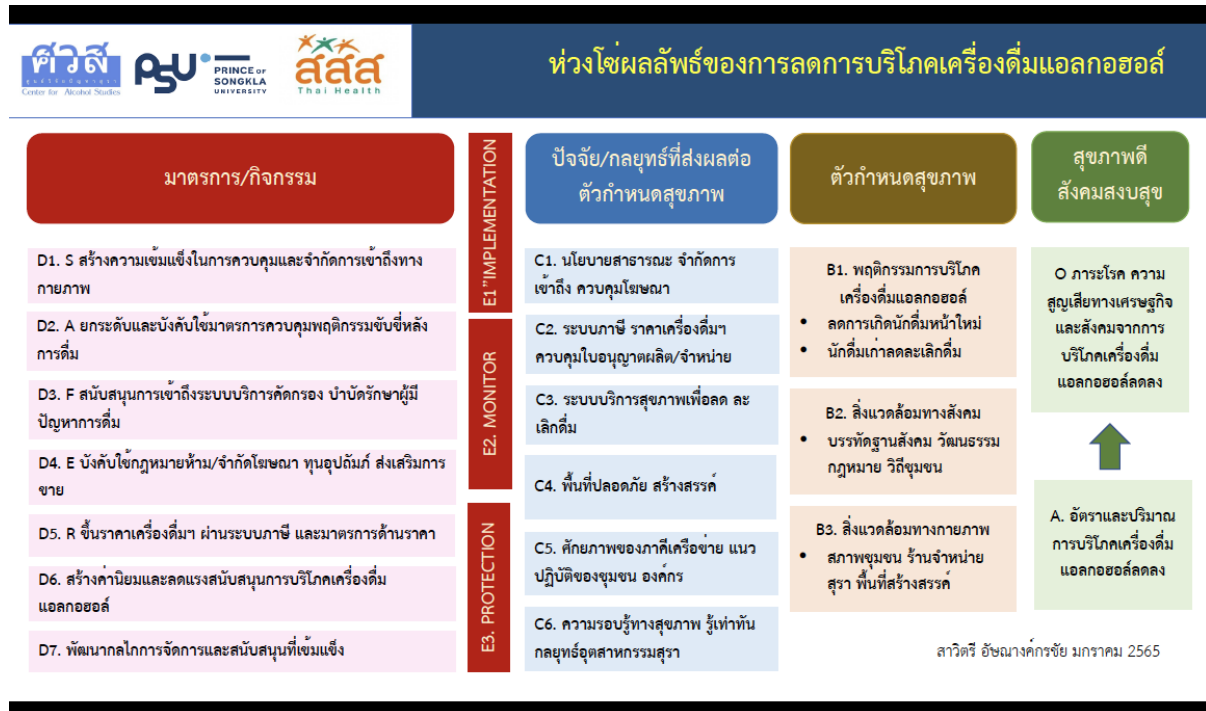 ศวส
ศูนย์วิจัยปัญหาสุรา
Center for Alcohol Studies
PSU
PRINCE OF
SONGKLA
UNIVERSITY
สสส
Thai Health
ห่วงโซ่ผลลัพธ์ของการลดการบริโภคเครื่องดื่มแอลกอฮอล์
มาตรการ/กิจกรรม
D1. S สร้างความเข้มแข็งในการควบคุมและจำกัดการเข้าถึงทาง
กายภาพ
D2. A ยกระดับและบังคับใช้มาตรการควบคุมพฤติกรรมขับขี่หลัง
การดื่ม
D3. F สนับสนุนการเข้าถึงระบบบริการคัดกรอง บำบัดรักษาผู้มี
ปัญหาการดื่ม
D4. E บังคับใช้กฎหมายห้าม/จำกัดโฆษณา ทุนอุปถัมภ์ ส่งเสริมการ
ขาย
D5. R ขึ้นราคาเครื่องดื่มฯ ผ่านระบบภาษี และมาตรการด้านราคา
D6. สร้างค่านิยมและลดแรงสนับสนุนการบริโภคเครื่องดื่ม
แอลกอฮอล์
D7. พัฒนากลไกการจัดการและสนับสนุนที่เข้มแข็ง
E1"IMPLEMENTATION
E2. MONITOR
E3. PROTECTION
ปัจจัย/กลยุทธ์ที่ส่งผลต่อ
ตัวกำหนดสุขภาพ
C1. นโยบายสาธารณะ จำกัดการ
เข้าถึง ควบคุมโฆษณา
C2. ระบบภาษี ราคาเครื่องดื่มฯ
ควบคุมใบอนุญาตผลิต/จำหน่าย
C3. ระบบบริการสุขภาพเพื่อลด ละ
เลิกดื่ม
C4. พื้นที่ปลอดภัย สร้างสรรค์
C5. ศักยภาพของภาคีเครือข่าย แนว
ปฏิบัติของชุมชน องค์กร
C6. ความรอบรู้ทางสุขภาพ รู้เท่าทัน
กลยุทธ์อุตสาหกรรมสุรา
ตัวกำหนดสุขภาพ
B1. พฤติกรรมการบริโภค
เครื่องดื่มแอลกอฮอล์
• ลดการเกิดนักดื่มหน้าใหม่
• นักดื่มเก่าลดละเลิกดื่ม
B2. สิ่งแวดล้อมทางสังคม
• บรรทัดฐานสังคม วัฒนธรรม
กฎหมาย วิถีชุมชน
B3. สิ่งแวดล้อมทางกายภาพ
• สภาพชุมชน ร้านจำหน่าย
สุรา พื้นที่สร้างสรรค์
สุขภาพดี
สังคมสงบสุข
O ภาระโรค ความ
สูญเสียทางเศรษฐกิจ
และสังคมจากการ
บริโภคเครื่องดื่ม
แอลกอฮอล์ลดลง
A. อัตราและปริมาณ
การบริโภคเครื่องดื่ม
แอลกอฮอล์ลดลง
สาวิตรี อัษณางค์กรชัย มกราคม 2565